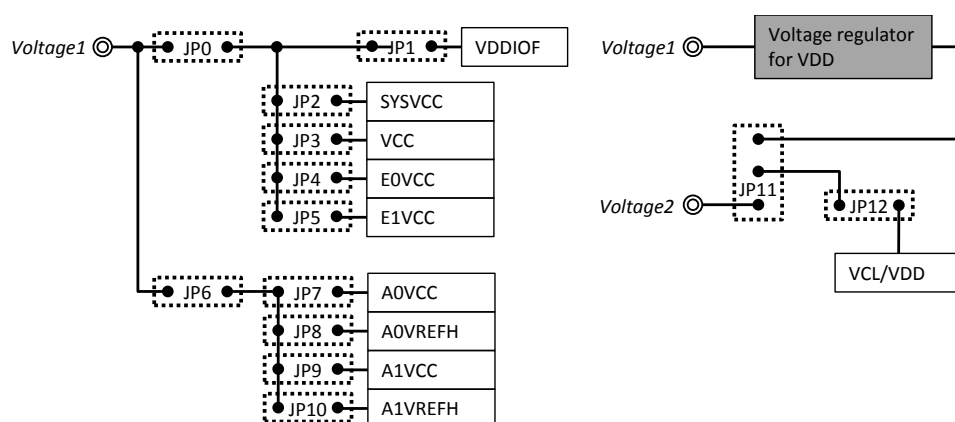 Voltage1
JP0
JP1
VDDIOF
JP2
SYSVCC
JP3
VCC
JP4
E0VCC
JP5
E1VCC
JP6
JP7
A0VCC
JP8
A0VREFH
JP9
A1VCC
JP10
A1VREFH
Voltage1
Voltage regulator
for VDD
JP11
Voltage2
JP12
VCL/VDD